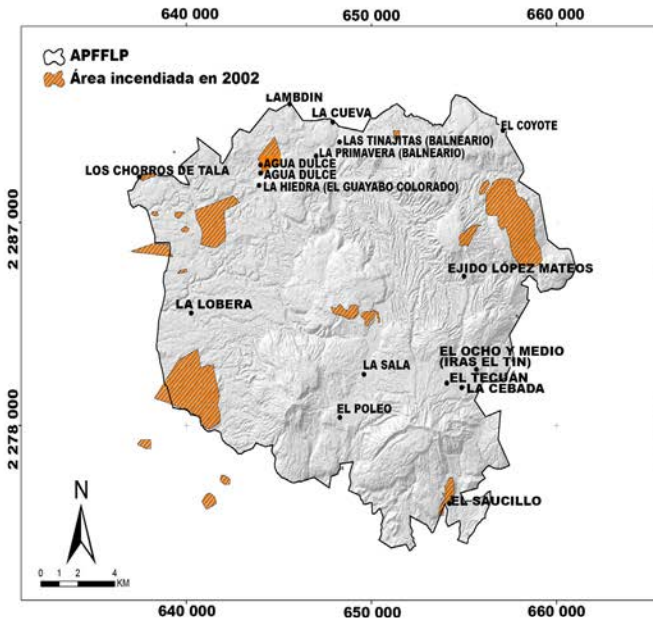 640 000 650 000 660 000
APFFLP
Área incendiada en 2002
LAMBDIN
LA CUEVA
EL COYOTE
LAS TINAJITAS (BALNEARIO)
LA PRIMAVERA (BALNEARIO)
AGUA DULCE
LOS CHORROS DE TALA
AGUA DULCE
LA HIEDRA (EL GUAYABO COLORADO)
2 287 000
EJIDO LÓPEZ MATEOS
LA LOBERA
EL OCHO Y MEDIO
(IRAS EL TIN)
LA SALA
EL TECUÁN
LA CEBADA
EL POLEO
2 278 000
EL SAUCILLO
N
0 1 2 4
KM
640 000 650 000 660 000